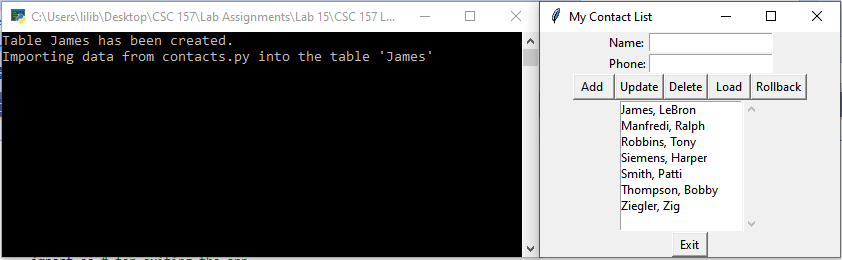 C:\Users\lilib\Desktop\CSC 157\Lab Assignments\Lab 15\CSC 157 L...
Table James has been created.
Importing data from contacts.py into the table 'James'
My Contact List
Name:
Phone:
Add Update Delete Load Rollback
James, LeBron
Manfredi, Ralph
Robbins, Tony
Siemens, Harper
Smith, Patti
Thompson, Bobby
Ziegler, Zig
Exit